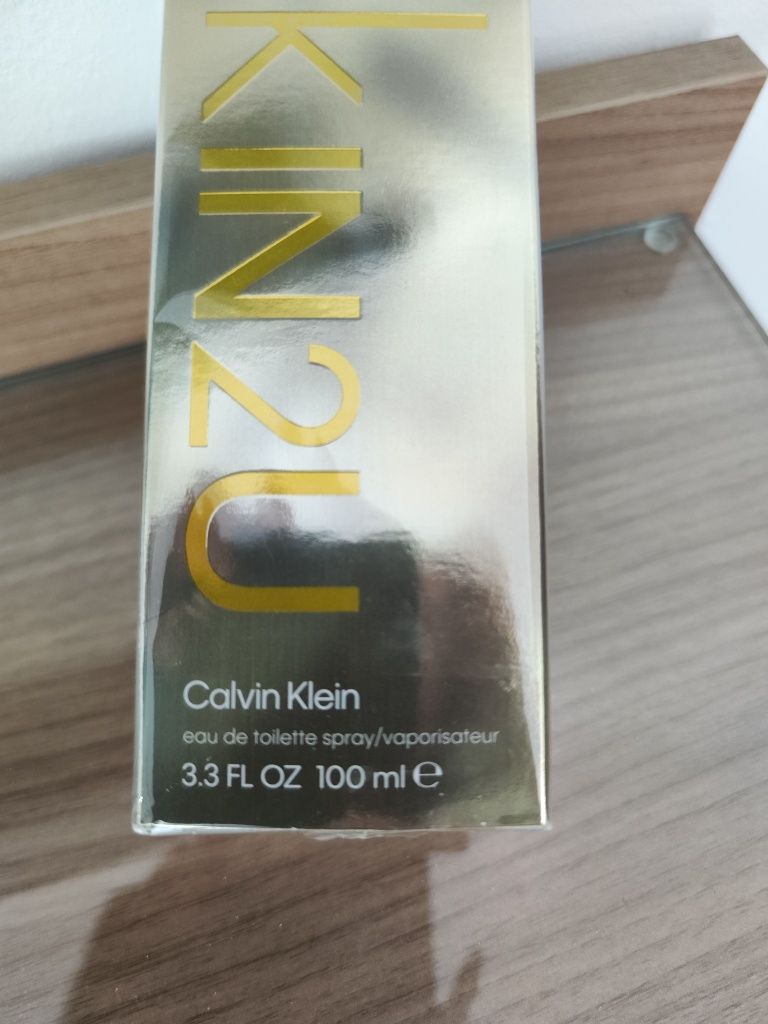 kIN2U
Calvin Klein
eau de toilette spray/vaporisateur
3.3 FL OZ 100 ml ℮